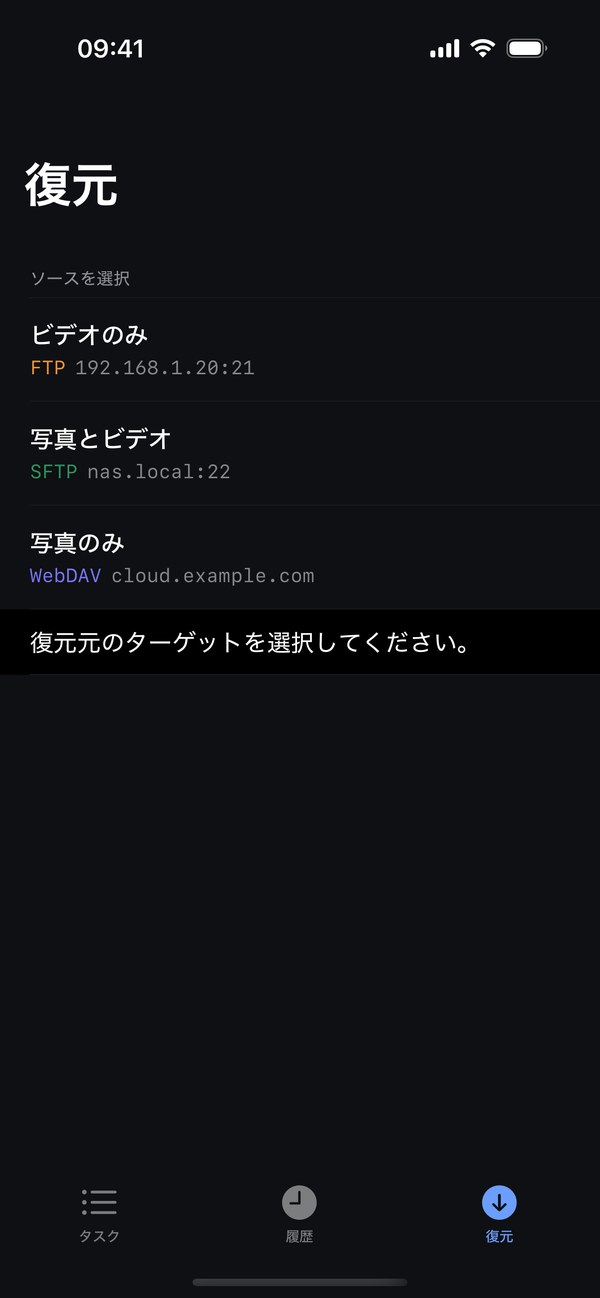 09:41
復元
ソースを選択
ビデオのみ
FTP 192.168.1.20:21
写真とビデオ
SFTP nas.local:22
写真のみ
WebDAV cloud.example.com
復元元のターゲットを選択してください。
タスク
履歴
復元